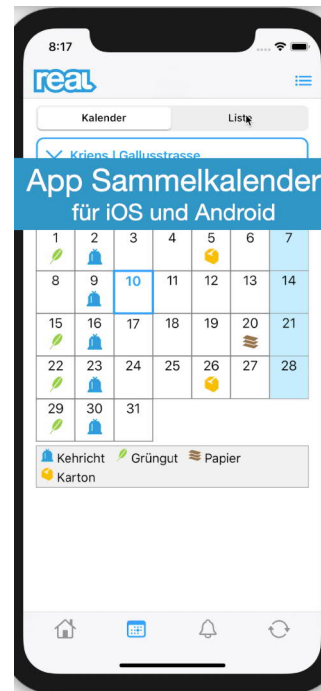 8:17
real
Kalender Liste
Kriens | Gallusstrasse
App Sammelkalender
für iOS und Android
1 2 3 4 5 6 7
8 9 10 11 12 13 14
15 16 17 18 19 20 21
22 23 24 25 26 27 28
29 30 31
Kehricht Grüngut Papier
Karton